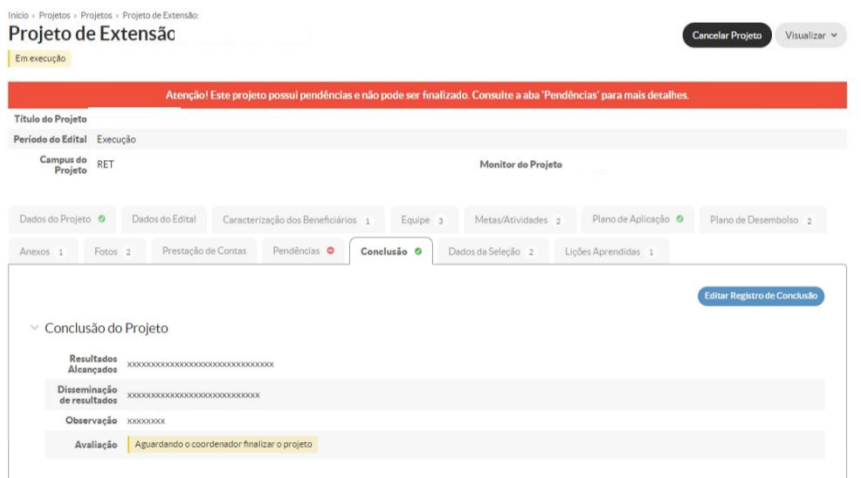 Início » Projetos » Projetos » Projeto de Extensão:
Projeto de Extensão
Cancelar Projeto
Visualizar
Em execução
Atenção! Este projeto possui pendências e não pode ser finalizado. Consulte a aba 'Pendências' para mais detalhes.
Título do Projeto
Período do Edital Execução
Campus do Projeto RET
Monitor do Projeto
Dados do Projeto Dados do Edital Caracterização dos Beneficiários 1 Equipe 3 Metas/Atividades 2 Plano de Aplicação Plano de Desembolso 2
Anexos 1 Fotos 2 Prestação de Contas Pendências Conclusão Dados da Seleção 2 Lições Aprendidas 1
Editar Registro de Conclusão
Conclusão do Projeto
Resultados Alcançados xxxxxxxxxxxxxxxxxxxxxxxxxxxxxxx
Disseminação de resultados xxxxxxxxxxxxxxxxxxxxxxxxxxxx
Observação xxxxxxxx
Avaliação Aguardando o coordenador finalizar o projeto